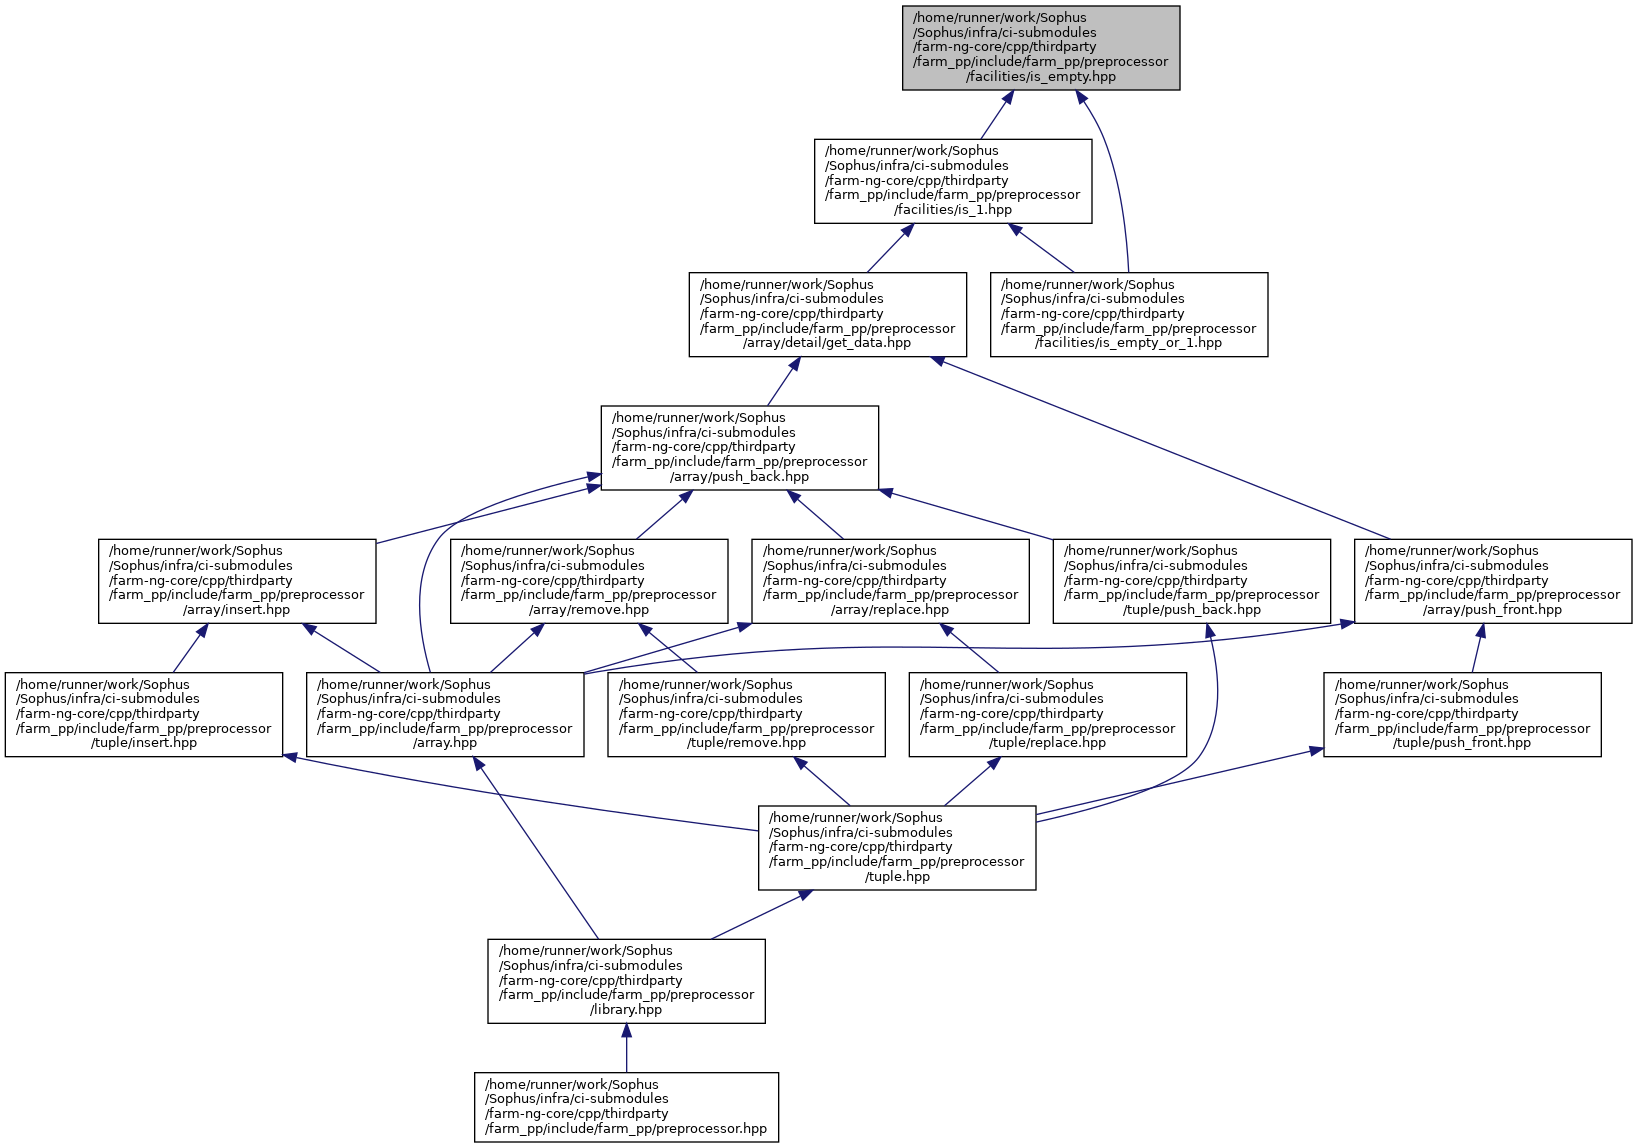 /home/runner/work/Sophus
/Sophus/infra/ci-submodules
/farm-ng-core/cpp/thirdparty
/farm_pp/include/farm_pp/preprocessor
/facilities/is_empty.hpp
/home/runner/work/Sophus
/Sophus/infra/ci-submodules
/farm-ng-core/cpp/thirdparty
/farm_pp/include/farm_pp/preprocessor
/facilities/is_1.hpp
/home/runner/work/Sophus
/Sophus/infra/ci-submodules
/farm-ng-core/cpp/thirdparty
/farm_pp/include/farm_pp/preprocessor
/array/detail/get_data.hpp
/home/runner/work/Sophus
/Sophus/infra/ci-submodules
/farm-ng-core/cpp/thirdparty
/farm_pp/include/farm_pp/preprocessor
/facilities/is_empty_or_1.hpp
/home/runner/work/Sophus
/Sophus/infra/ci-submodules
/farm-ng-core/cpp/thirdparty
/farm_pp/include/farm_pp/preprocessor
/array/push_back.hpp
/home/runner/work/Sophus
/Sophus/infra/ci-submodules
/farm-ng-core/cpp/thirdparty
/farm_pp/include/farm_pp/preprocessor
/array/insert.hpp
/home/runner/work/Sophus
/Sophus/infra/ci-submodules
/farm-ng-core/cpp/thirdparty
/farm_pp/include/farm_pp/preprocessor
/array/remove.hpp
/home/runner/work/Sophus
/Sophus/infra/ci-submodules
/farm-ng-core/cpp/thirdparty
/farm_pp/include/farm_pp/preprocessor
/array/replace.hpp
/home/runner/work/Sophus
/Sophus/infra/ci-submodules
/farm-ng-core/cpp/thirdparty
/farm_pp/include/farm_pp/preprocessor
/tuple/push_back.hpp
/home/runner/work/Sophus
/Sophus/infra/ci-submodules
/farm-ng-core/cpp/thirdparty
/farm_pp/include/farm_pp/preprocessor
/array/push_front.hpp
/home/runner/work/Sophus
/Sophus/infra/ci-submodules
/farm-ng-core/cpp/thirdparty
/farm_pp/include/farm_pp/preprocessor
/tuple/insert.hpp
/home/runner/work/Sophus
/Sophus/infra/ci-submodules
/farm-ng-core/cpp/thirdparty
/farm_pp/include/farm_pp/preprocessor
/array.hpp
/home/runner/work/Sophus
/Sophus/infra/ci-submodules
/farm-ng-core/cpp/thirdparty
/farm_pp/include/farm_pp/preprocessor
/tuple/remove.hpp
/home/runner/work/Sophus
/Sophus/infra/ci-submodules
/farm-ng-core/cpp/thirdparty
/farm_pp/include/farm_pp/preprocessor
/tuple/replace.hpp
/home/runner/work/Sophus
/Sophus/infra/ci-submodules
/farm-ng-core/cpp/thirdparty
/farm_pp/include/farm_pp/preprocessor
/tuple/push_front.hpp
/home/runner/work/Sophus
/Sophus/infra/ci-submodules
/farm-ng-core/cpp/thirdparty
/farm_pp/include/farm_pp/preprocessor
/tuple.hpp
/home/runner/work/Sophus
/Sophus/infra/ci-submodules
/farm-ng-core/cpp/thirdparty
/farm_pp/include/farm_pp/preprocessor
/library.hpp
/home/runner/work/Sophus
/Sophus/infra/ci-submodules
/farm-ng-core/cpp/thirdparty
/farm_pp/include/farm_pp/preprocessor.hpp